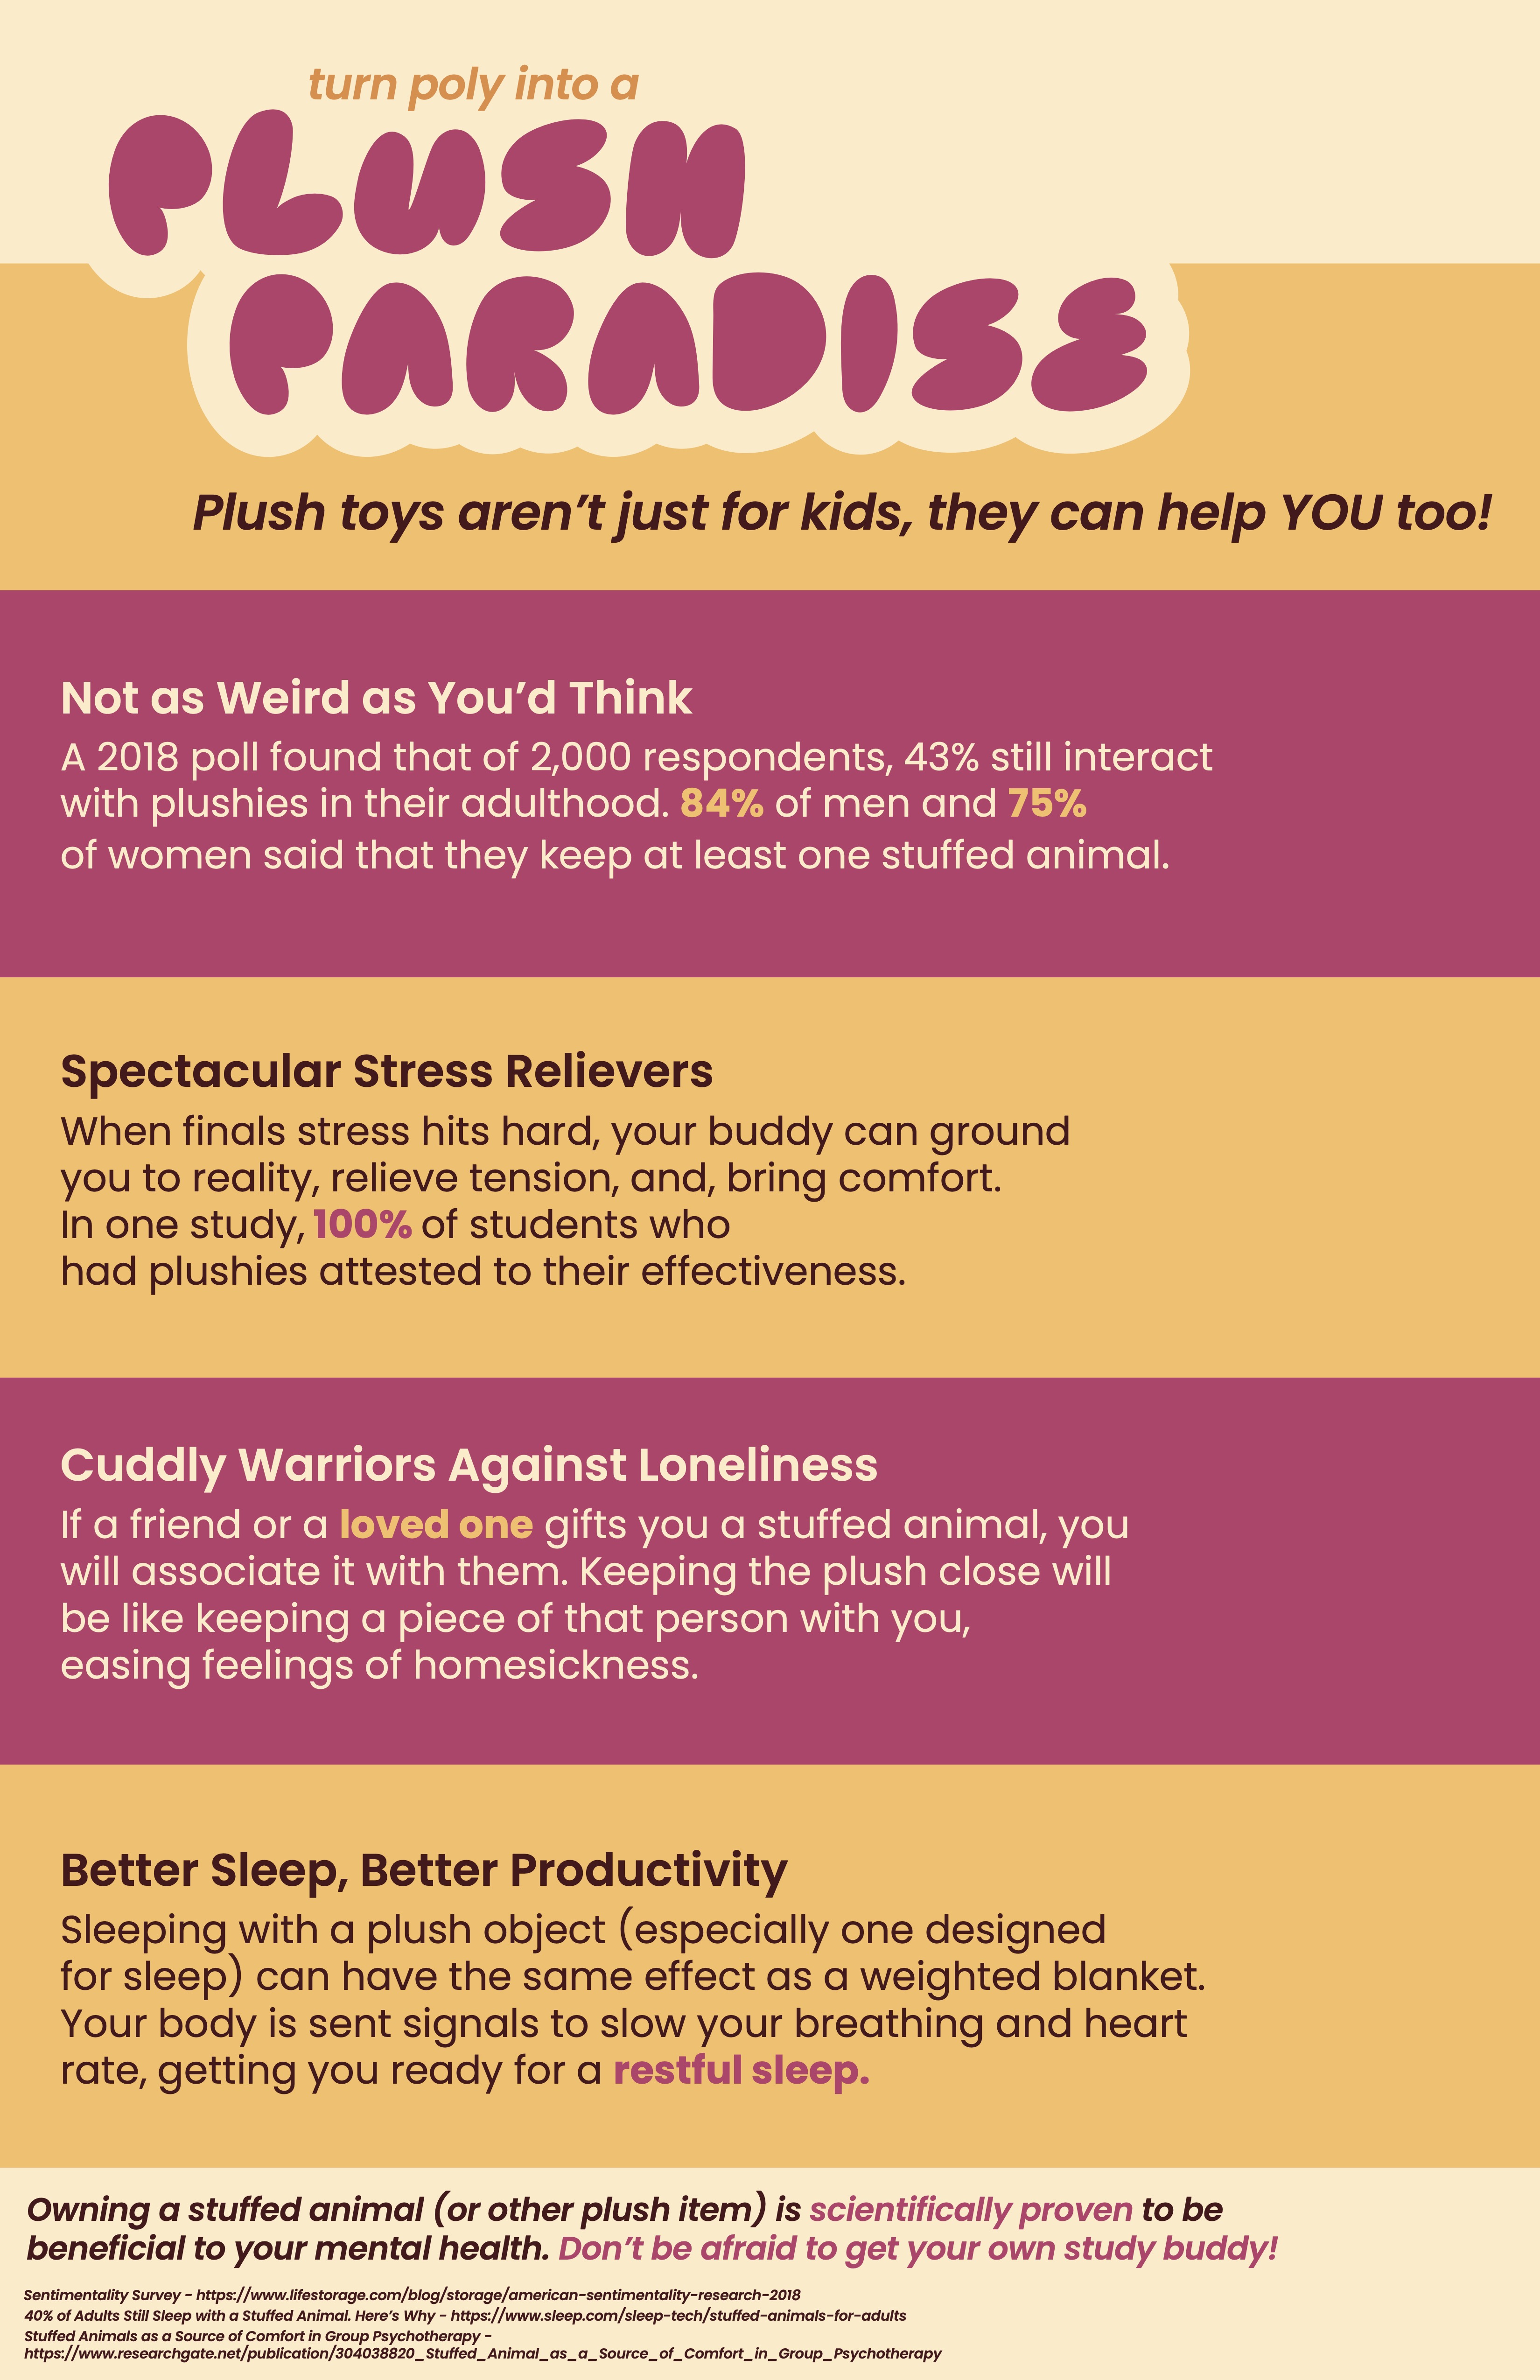 turn poly into a
PLUSH
PARADISE
Plush toys aren’t just for kids, they can help YOU too!
Not as Weird as You’d Think
A 2018 poll found that of 2,000 respondents, 43% still interact
with plushies in their adulthood. 84% of men and 75%
of women said that they keep at least one stuffed animal.
Spectacular Stress Relievers
When finals stress hits hard, your buddy can ground
you to reality, relieve tension, and, bring comfort.
In one study, 100% of students who
had plushies attested to their effectiveness.
Cuddly Warriors Against Loneliness
If a friend or a loved one gifts you a stuffed animal, you
will associate it with them. Keeping the plush close will
be like keeping a piece of that person with you,
easing feelings of homesickness.
Better Sleep, Better Productivity
Sleeping with a plush object (especially one designed
for sleep) can have the same effect as a weighted blanket.
Your body is sent signals to slow your breathing and heart
rate, getting you ready for a restful sleep.
Owning a stuffed animal (or other plush item) is scientifically proven to be
beneficial to your mental health. Don’t be afraid to get your own study buddy!
Sentimentality Survey - https://www.lifestorage.com/blog/storage/american-sentimentality-research-2018
40% of Adults Still Sleep with a Stuffed Animal. Here’s Why - https://www.sleep.com/sleep-tech/stuffed-animals-for-adults
Stuffed Animals as a Source of Comfort in Group Psychotherapy -
https://www.researchgate.net/publication/304038820_Stuffed_Animal_as_a_Source_of_Comfort_in_Group_Psychotherapy